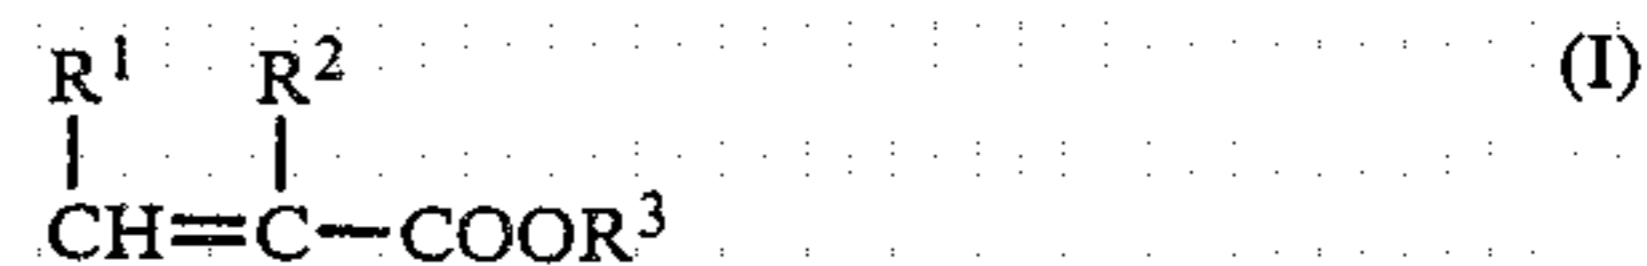 R¹ R² (I)
CH=C—COOR³